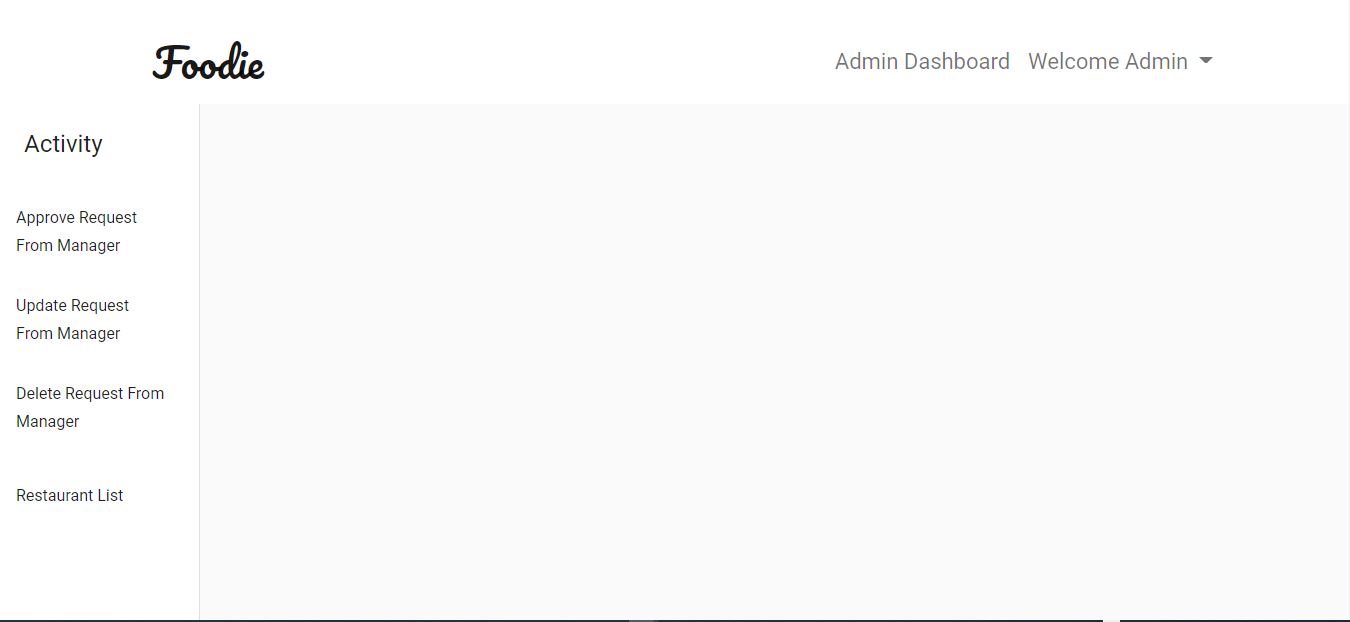 Foodie
Admin Dashboard Welcome Admin
Activity
Approve Request
From Manager
Update Request
From Manager
Delete Request From
Manager
Restaurant List